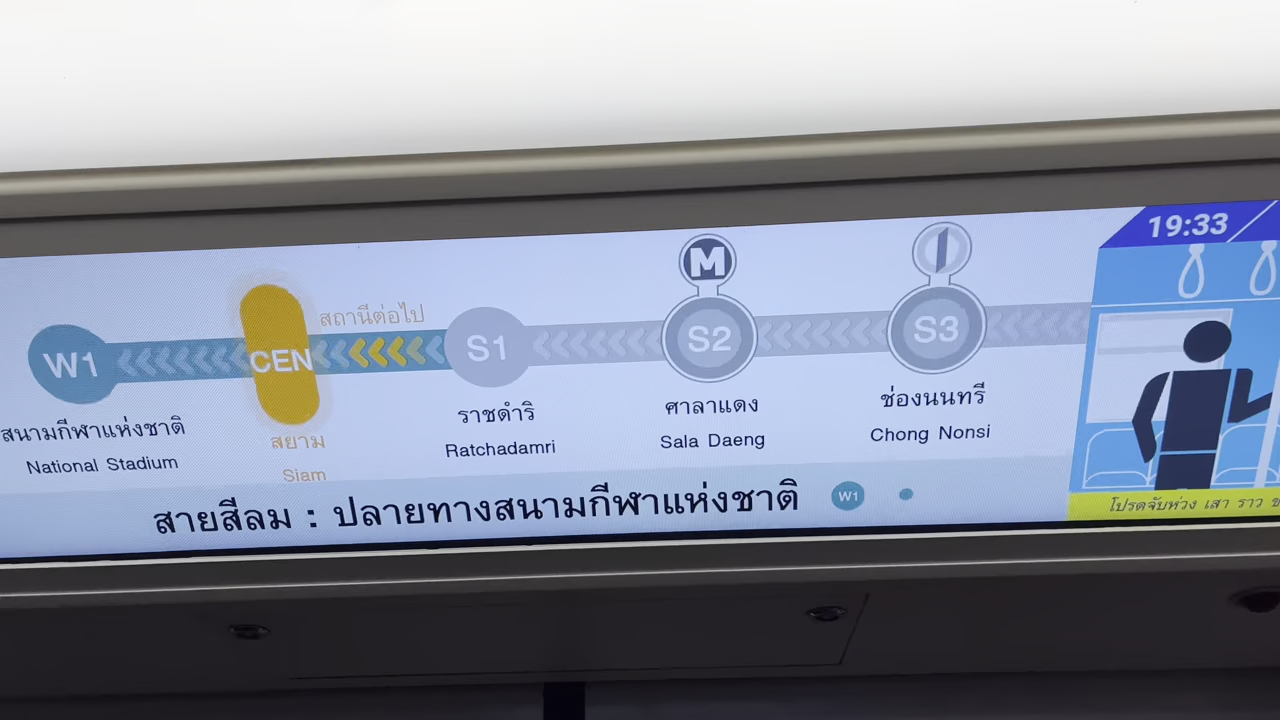 19:33
M
สถานีต่อไป
W1
CEN
S1
S2
S3
สนามกีฬาแห่งชาติ
National Stadium
สยาม
Siam
ราชดำริ
Ratchadamri
ศาลาแดง
Sala Daeng
ช่องนนทรี
Chong Nonsi
สายสีลม : ปลายทางสนามกีฬาแห่งชาติ W1
โปรดจับห่วง เสา ราว